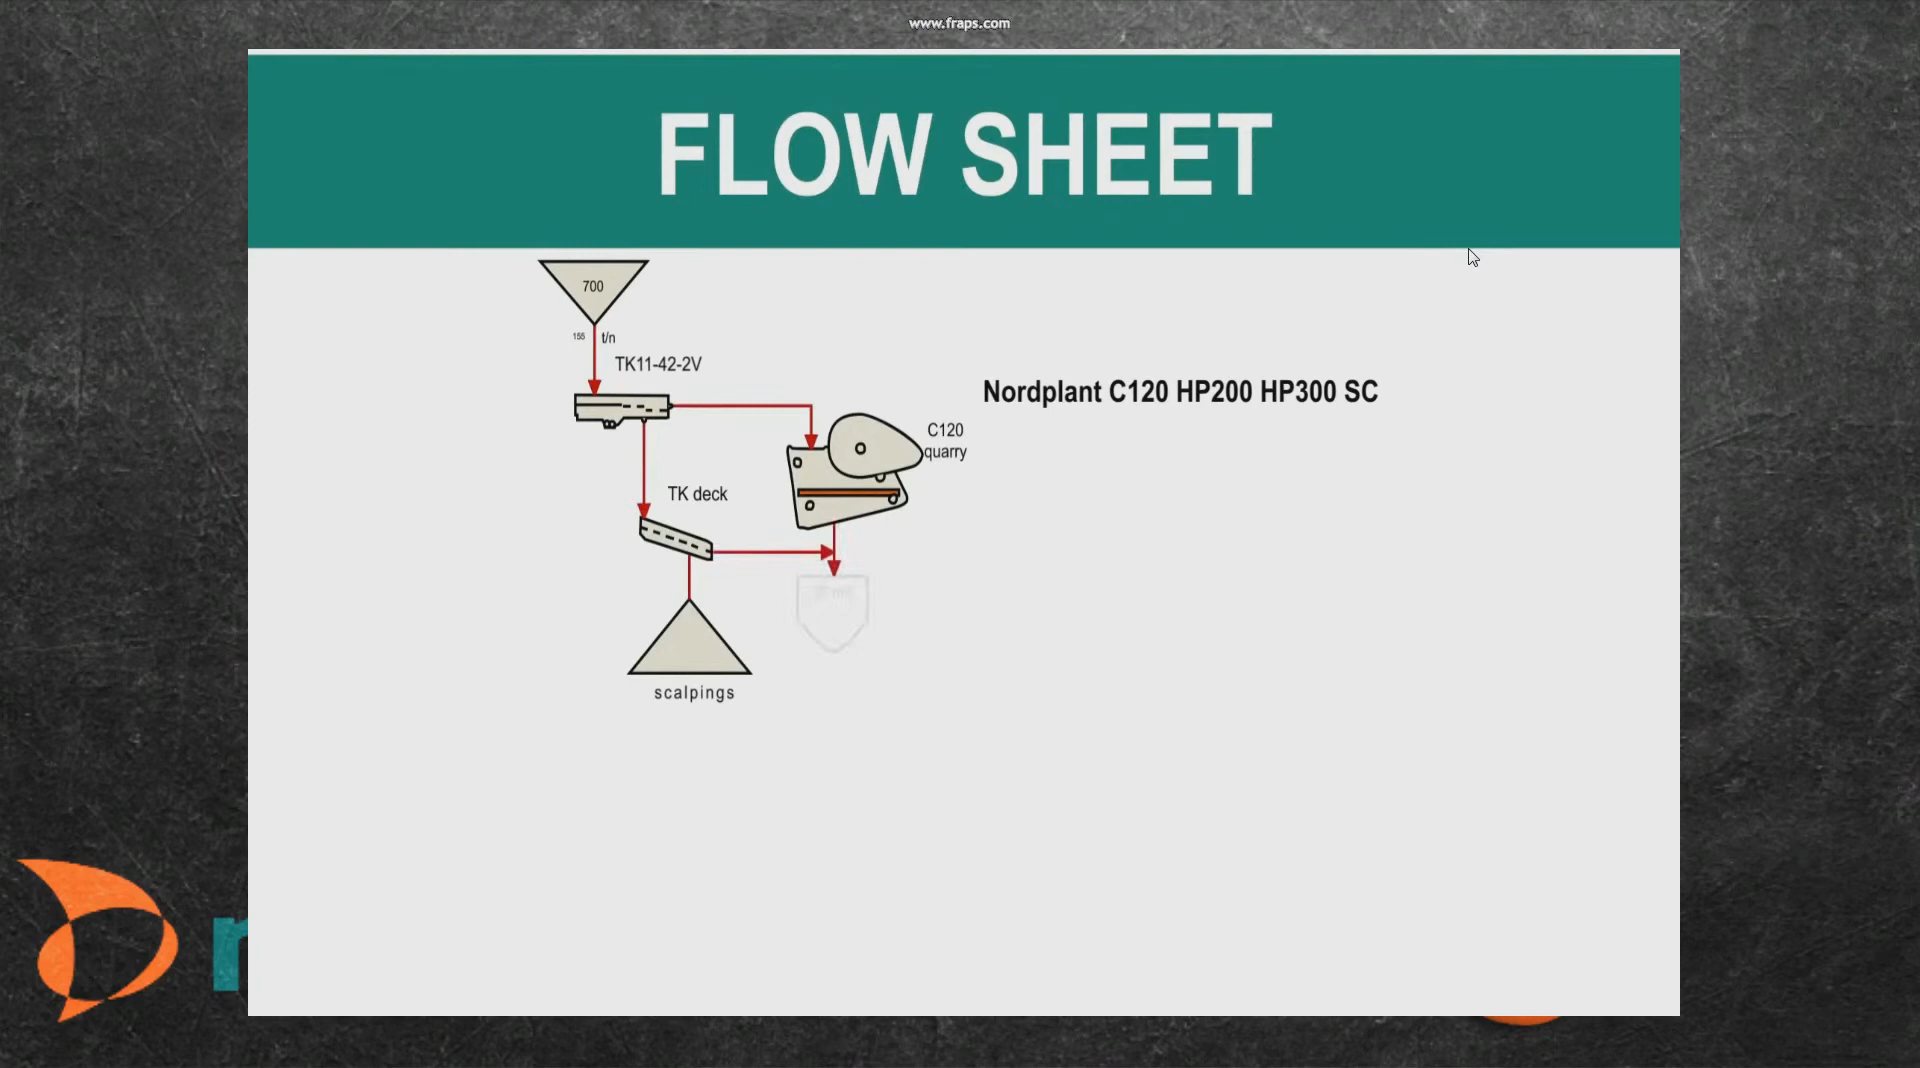 www.fraps.com
FLOW SHEET
700
155 t/n
TK11-42-2V
Nordplant C120 HP200 HP300 SC
C120
quarry
TK deck
scalpings